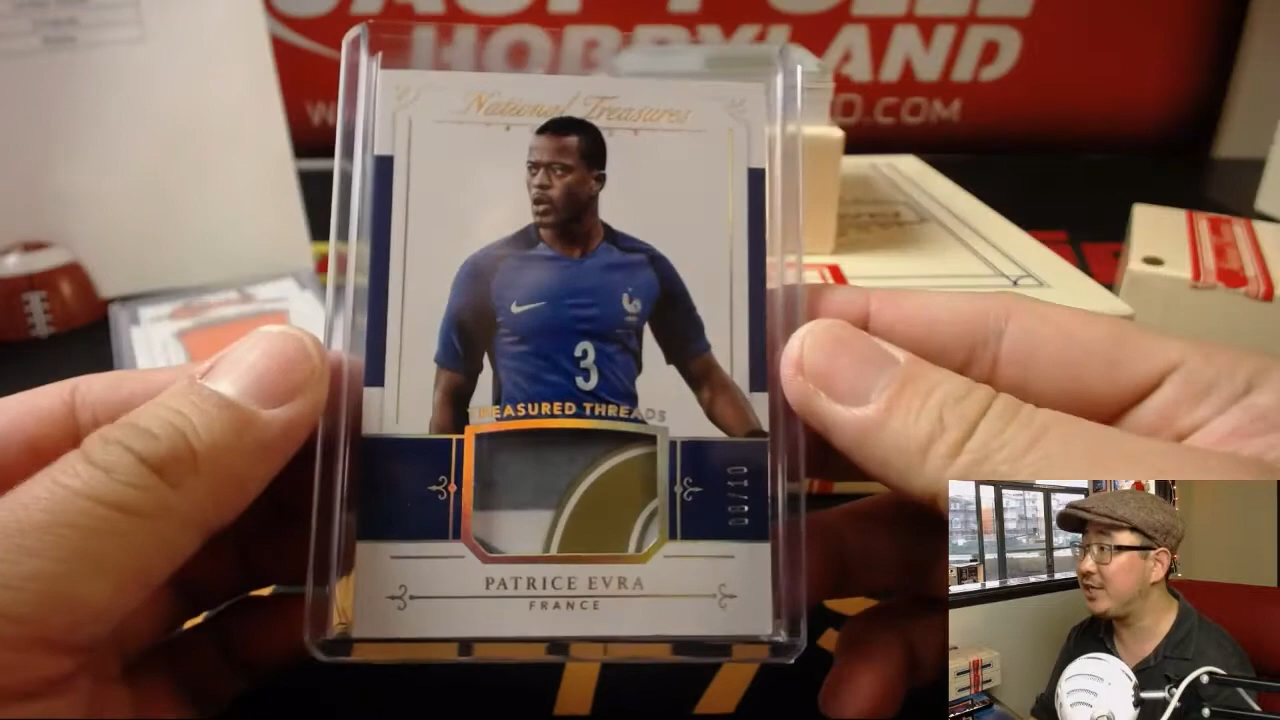 HOBBYLAND
.COM
National Treasures
3
TREASURED THREADS
08/10
PATRICE EVRA
FRANCE